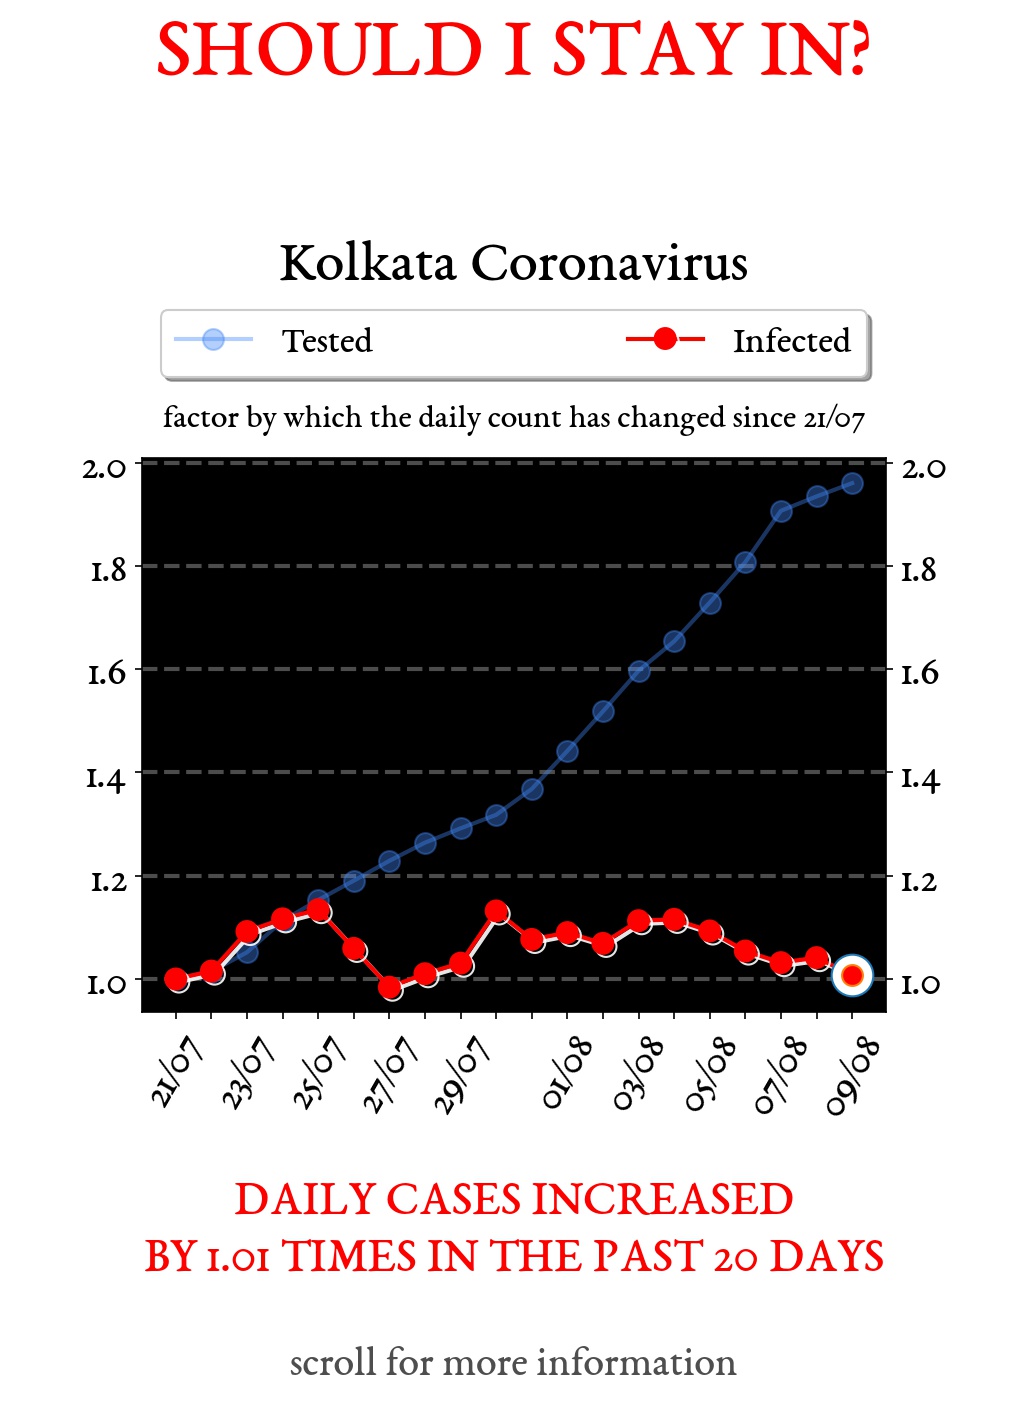 SHOULD I STAY IN?
Kolkata Coronavirus
Tested Infected
factor by which the daily count has changed since 21/07
2.0 2.0
1.8 1.8
1.6 1.6
1.4 1.4
1.2 1.2
1.0 1.0
21/07 23/07 25/07 27/07 29/07 01/08 03/08 05/08 07/08 09/08
DAILY CASES INCREASED
BY 1.01 TIMES IN THE PAST 20 DAYS
scroll for more information